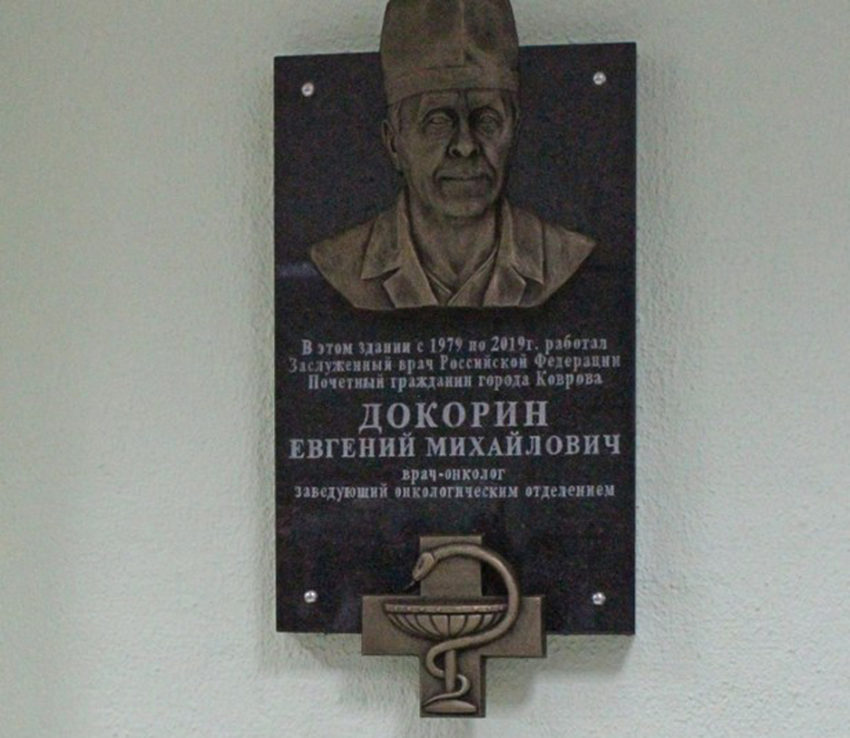 В этом здании с 1979 по 2019г. работал
Заслуженный врач Российской Федерации
Почетный гражданин города Коврова
ДОКОРИН
ЕВГЕНИЙ МИХАЙЛОВИЧ
врач-онколог
заведующий онкологическим отделением